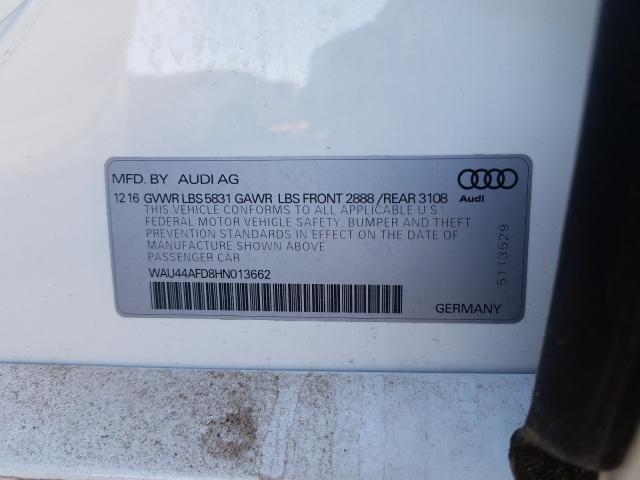 MFD. BY AUDI AG
12 16 GVWR LBS 5831 GAWR LBS FRONT 2888 /REAR 3108
THIS VEHICLE CONFORMS TO ALL APPLICABLE U.S.
FEDERAL MOTOR VEHICLE SAFETY, BUMPER AND THEFT
PREVENTION STANDARDS IN EFFECT ON THE DATE OF
MANUFACTURE SHOWN ABOVE
PASSENGER CAR
WAU44AFD8HN013662
GERMANY
Audi
5113529